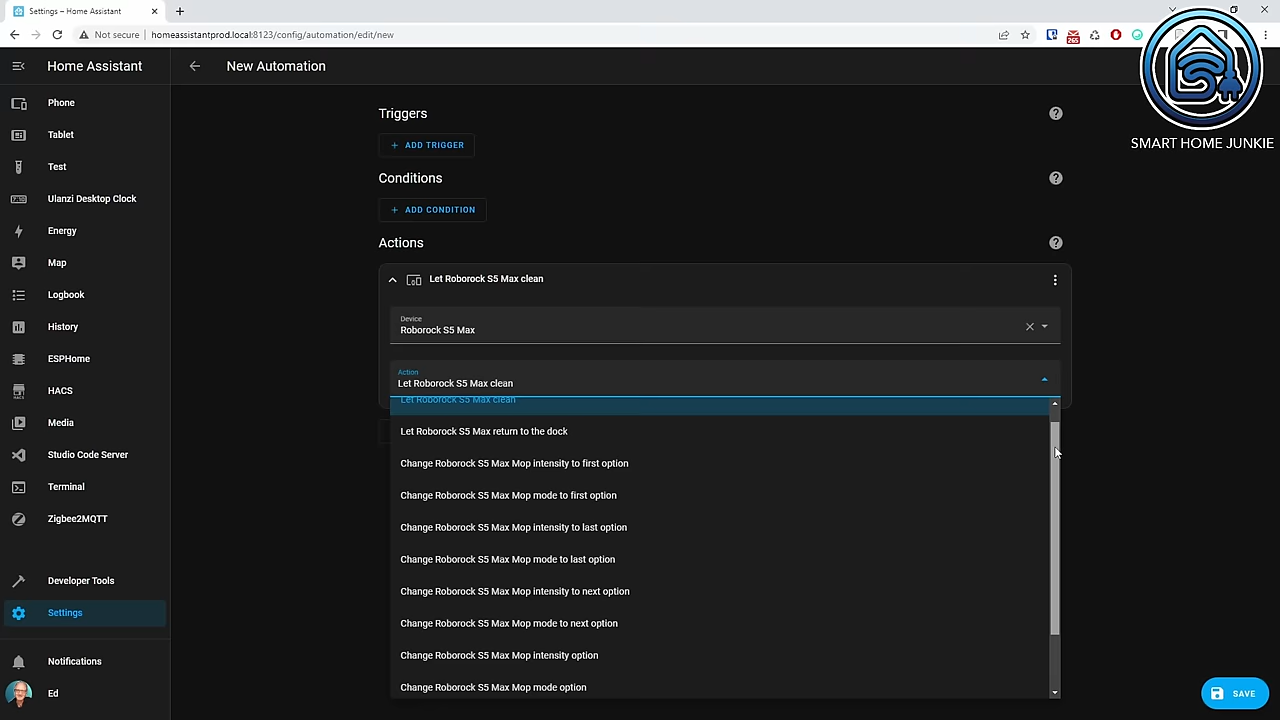 Settings – Home Assistant
Not secure
homeassistantprod.local:8123/config/automation/edit/new
265
Home Assistant
New Automation
SMART HOME JUNKIE
Phone
Tablet
Test
Ulanzi Desktop Clock
Energy
Map
Logbook
History
ESPHome
HACS
Media
Studio Code Server
Terminal
Zigbee2MQTT
Developer Tools
Settings
Notifications
Ed
Triggers
+ ADD TRIGGER
Conditions
+ ADD CONDITION
Actions
Let Roborock S5 Max clean
Device
Roborock S5 Max
Action
Let Roborock S5 Max clean
Let Roborock S5 Max clean
Let Roborock S5 Max return to the dock
Change Roborock S5 Max Mop intensity to first option
Change Roborock S5 Max Mop mode to first option
Change Roborock S5 Max Mop intensity to last option
Change Roborock S5 Max Mop mode to last option
Change Roborock S5 Max Mop intensity to next option
Change Roborock S5 Max Mop mode to next option
Change Roborock S5 Max Mop intensity option
Change Roborock S5 Max Mop mode option
SAVE